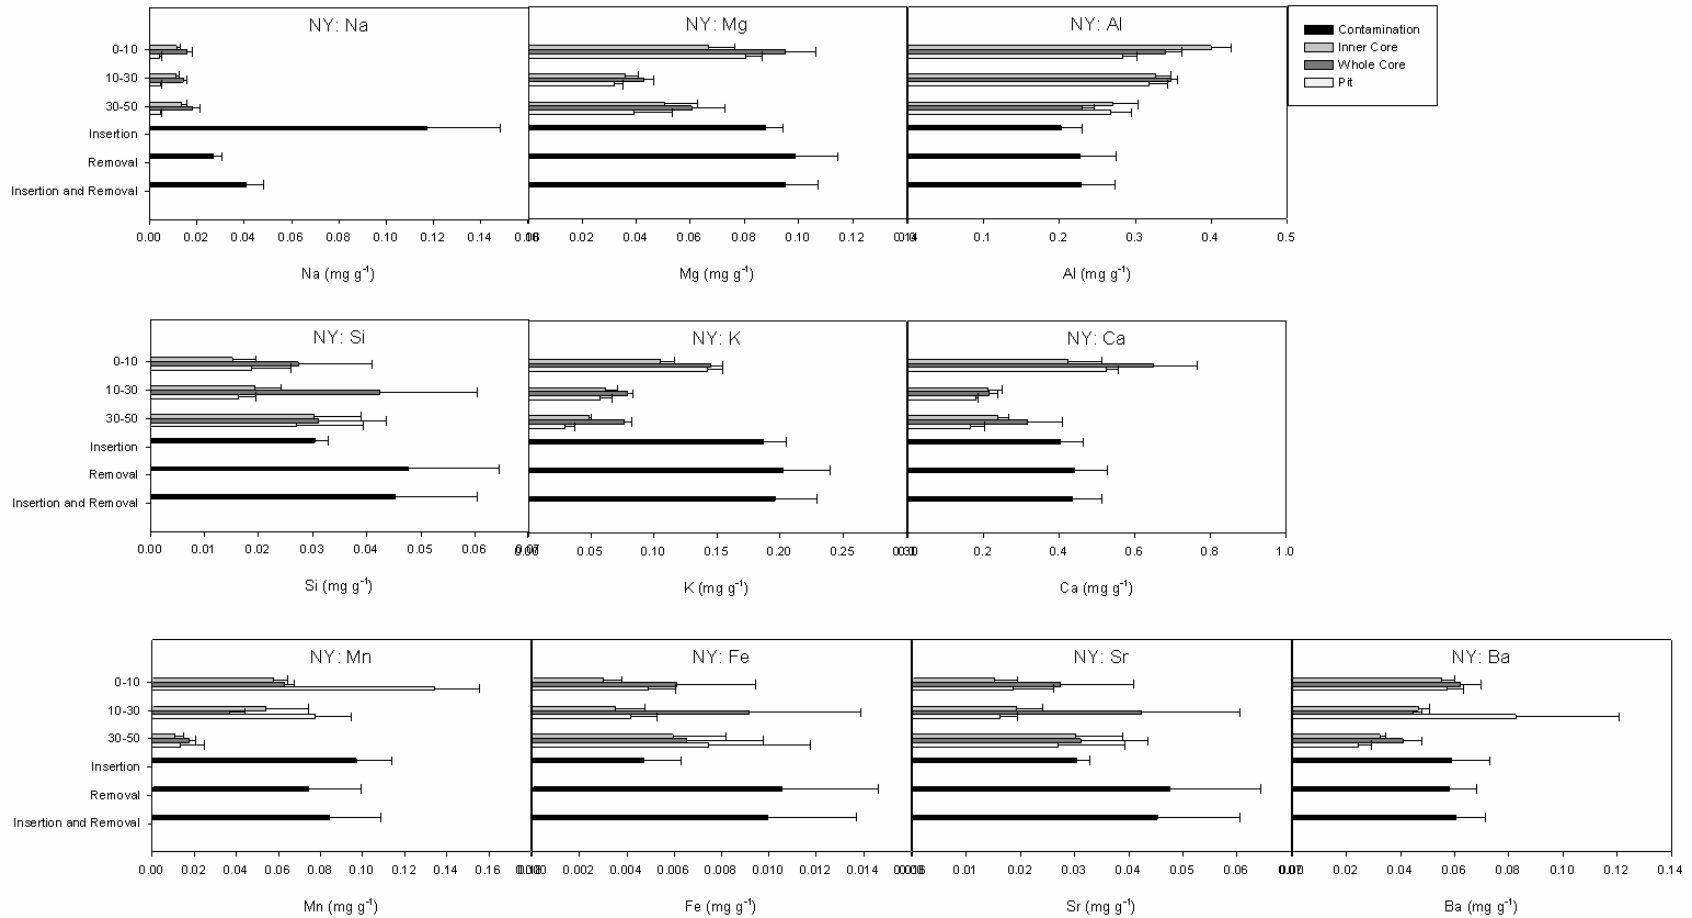 NY: Na
NY: Mg
NY: Al
Contamination
Inner Core
Whole Core
Pit
0-10
10-30
30-50
Insertion
Removal
Insertion and Removal
0.00 0.02 0.04 0.06 0.08 0.10 0.12 0.14
0.02 0.04 0.06 0.08 0.10 0.12
0.1 0.2 0.3 0.4 0.5
Na (mg g⁻¹)
Mg (mg g⁻¹)
Al (mg g⁻¹)
NY: Si
NY: K
NY: Ca
0-10
10-30
30-50
Insertion
Removal
Insertion and Removal
0.00 0.01 0.02 0.03 0.04 0.05 0.06
0.05 0.10 0.15 0.20 0.25
0.2 0.4 0.6 0.8 1.0
Si (mg g⁻¹)
K (mg g⁻¹)
Ca (mg g⁻¹)
NY: Mn
NY: Fe
NY: Sr
NY: Ba
0-10
10-30
30-50
Insertion
Removal
Insertion and Removal
0.00 0.02 0.04 0.06 0.08 0.10 0.12 0.14 0.16
0.002 0.004 0.006 0.008 0.010 0.012 0.014
0.01 0.02 0.03 0.04 0.05 0.06
0.02 0.04 0.06 0.08 0.10 0.12 0.14
Mn (mg g⁻¹)
Fe (mg g⁻¹)
Sr (mg g⁻¹)
Ba (mg g⁻¹)